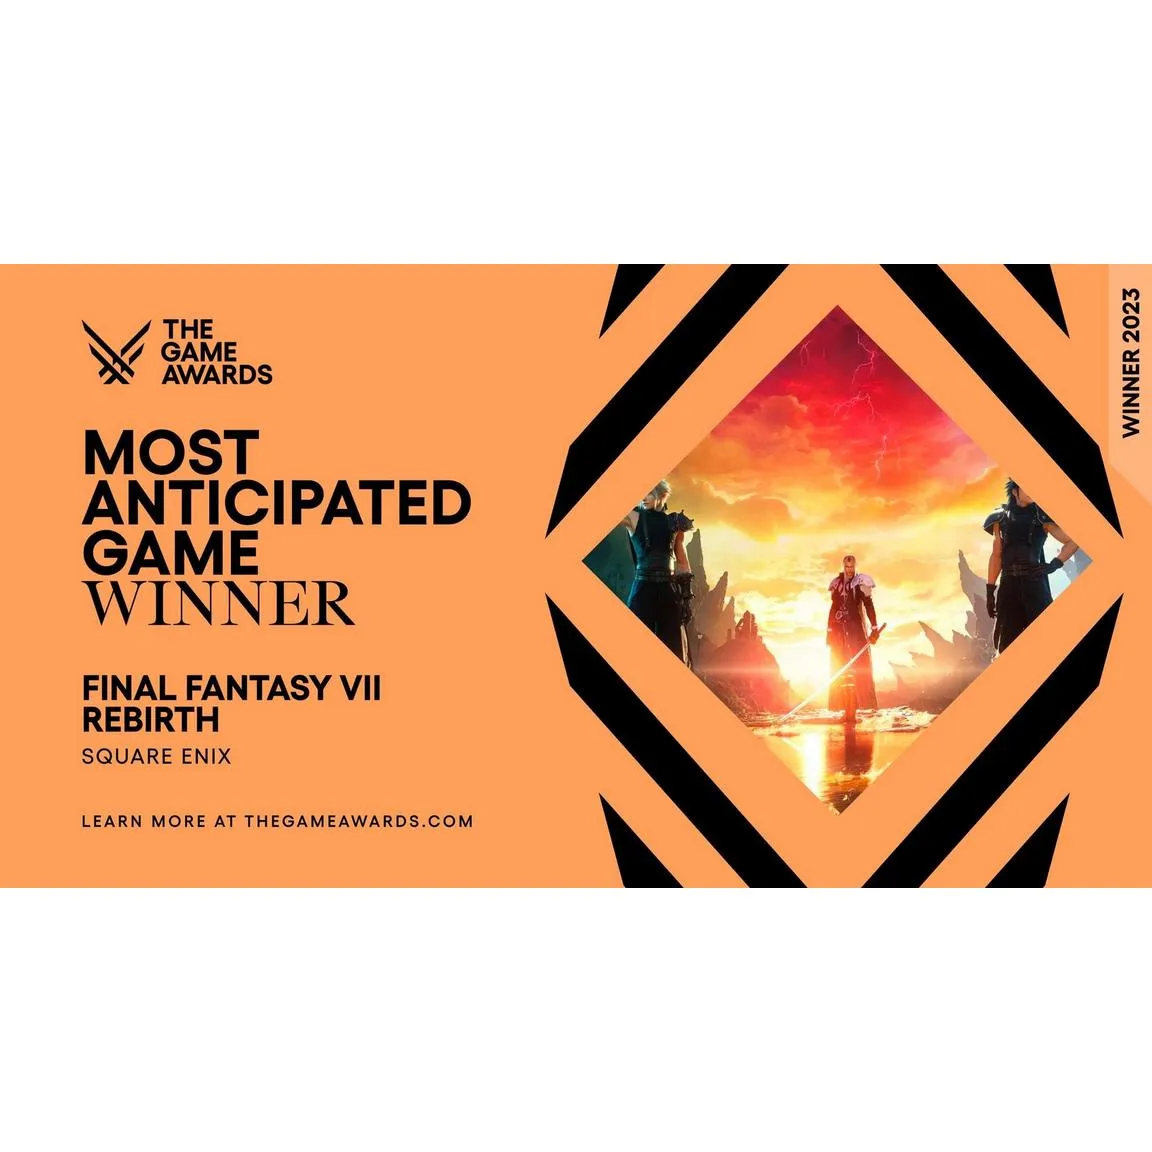 THE
GAME
AWARDS
MOST
ANTICIPATED
GAME
WINNER
FINAL FANTASY VII
REBIRTH
SQUARE ENIX
LEARN MORE AT THEGAMEAWARDS.COM
WINNER 2023